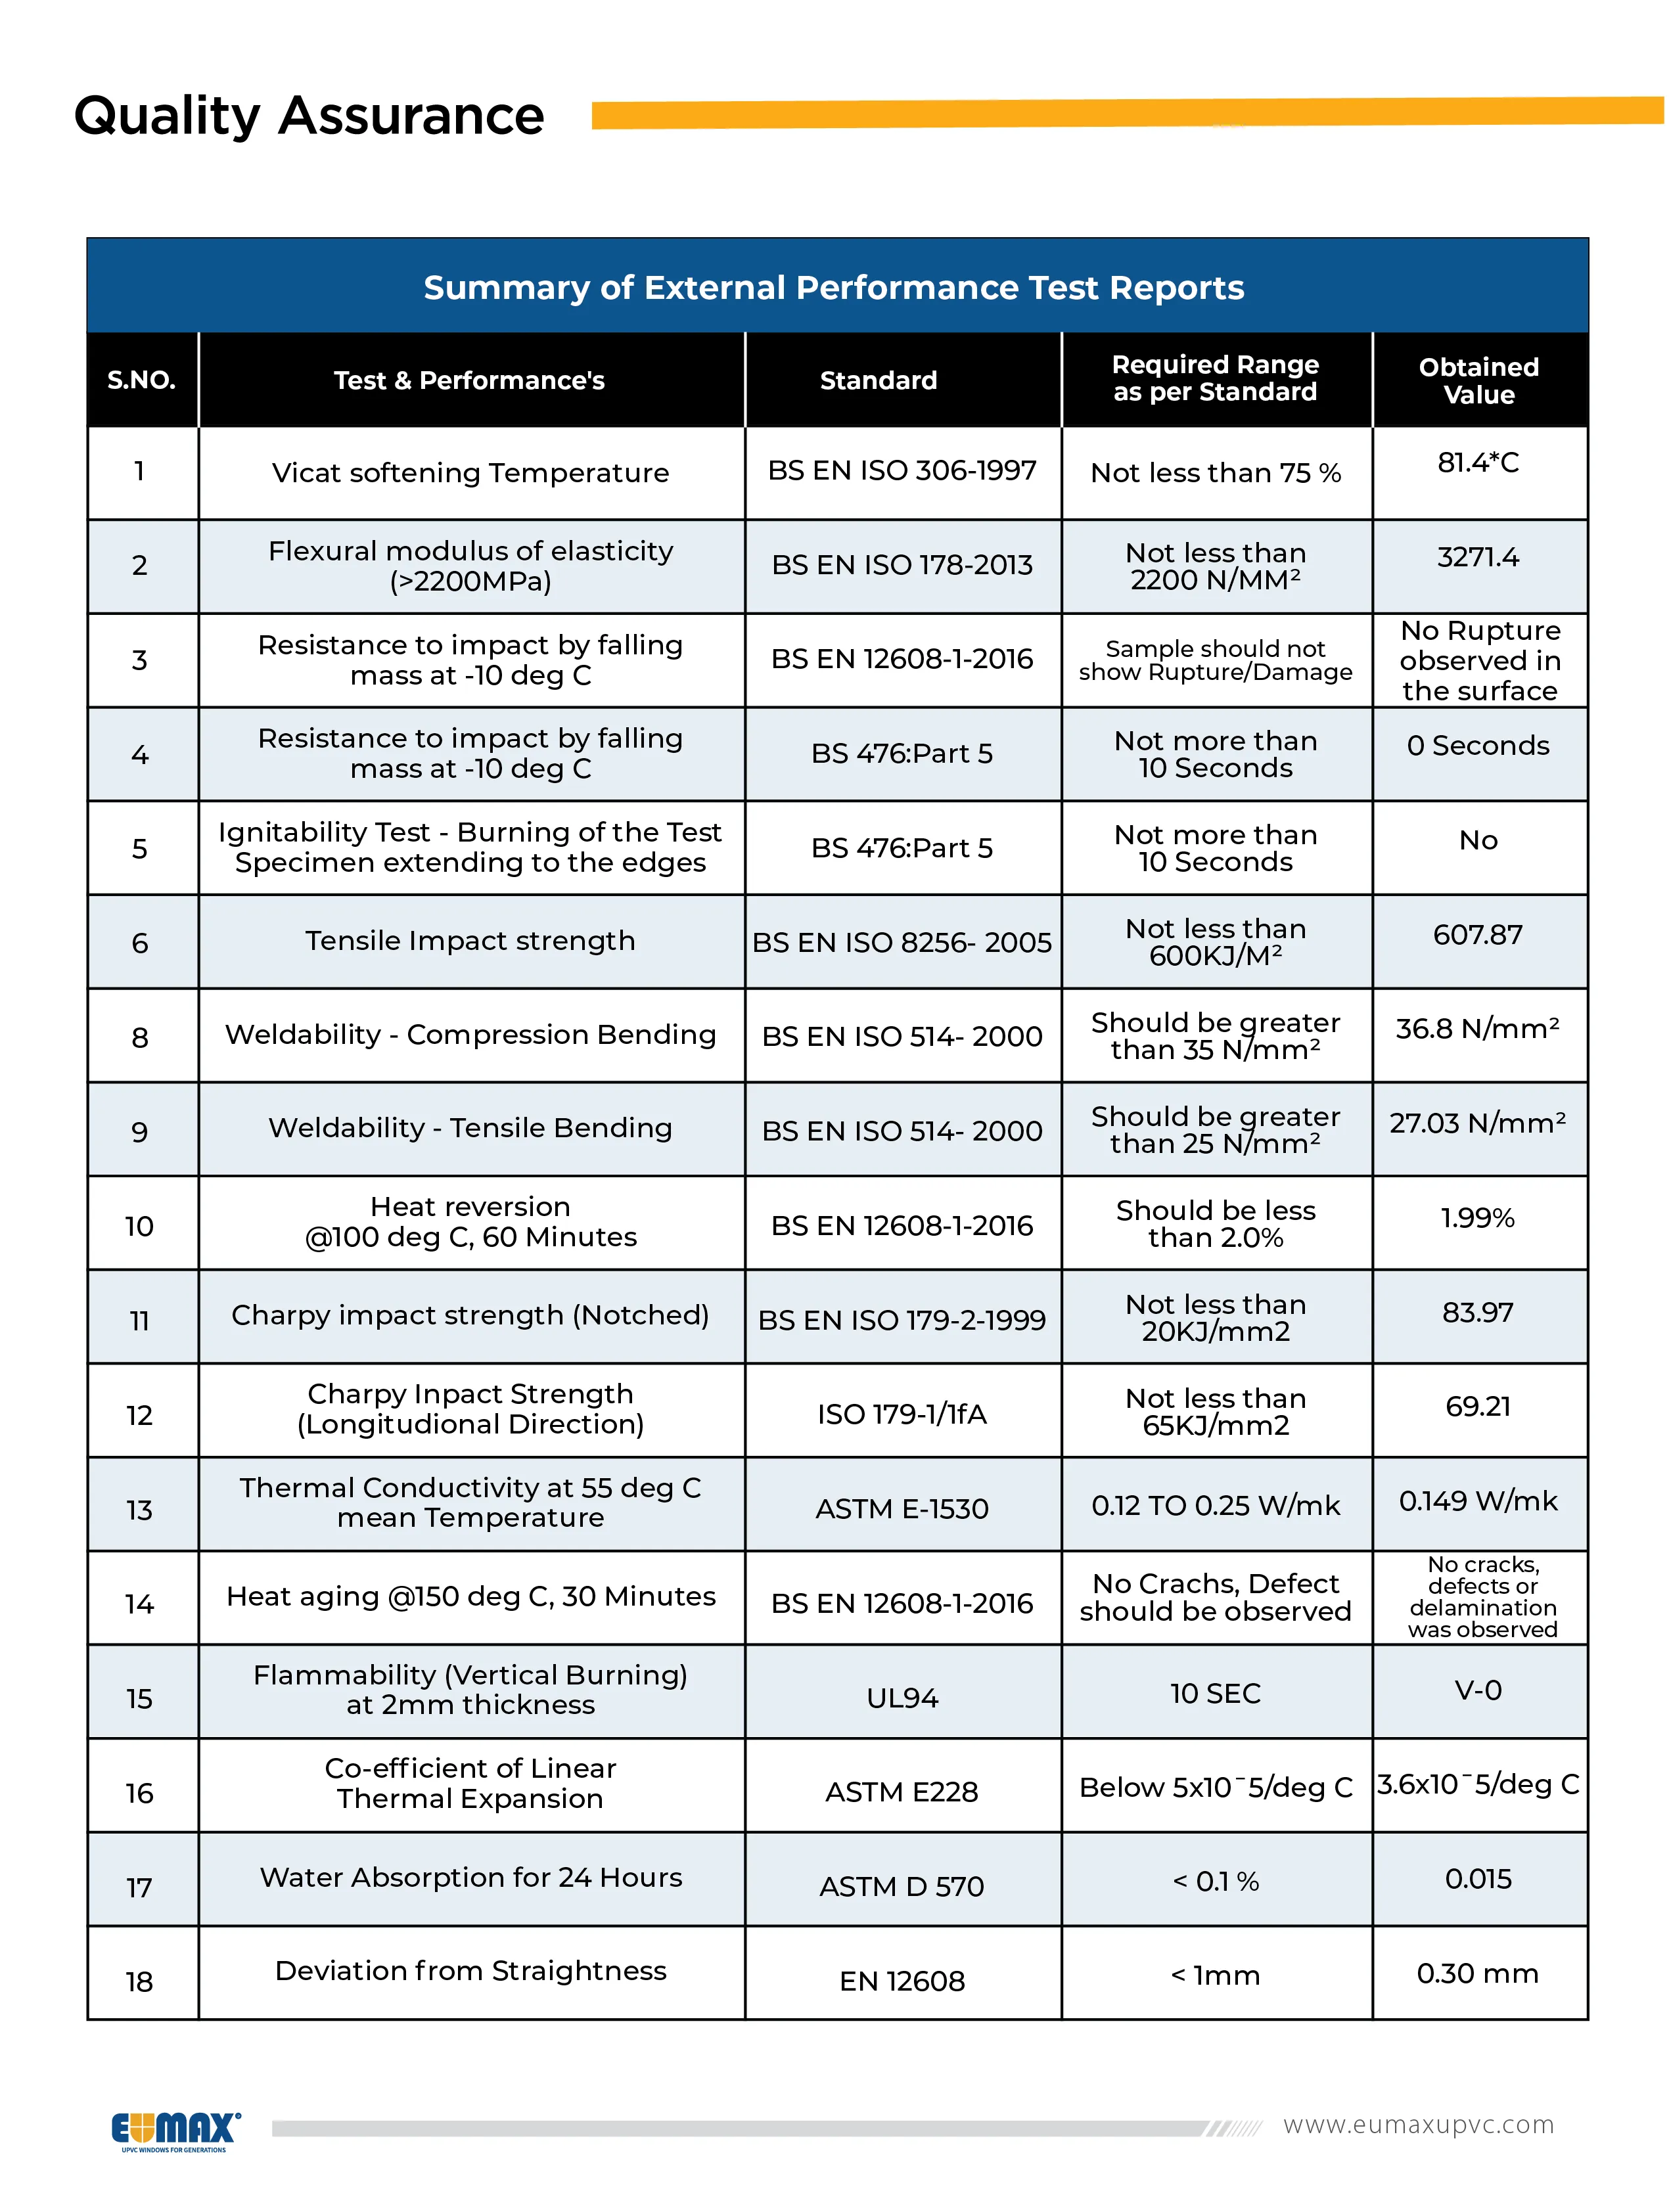 Quality Assurance
Summary of External Performance Test Reports
S.NO.
Test & Performance's
Standard
Required Range
as per Standard
Obtained
Value
1
Vicat softening Temperature
BS EN ISO 306-1997
Not less than 75 %
81.4*C
2
Flexural modulus of elasticity
(>2200MPa)
BS EN ISO 178-2013
Not less than
2200 N/MM²
3271.4
3
Resistance to impact by falling
mass at -10 deg C
BS EN 12608-1-2016
Sample should not
show Rupture/Damage
No Rupture
observed in
the surface
4
Resistance to impact by falling
mass at -10 deg C
BS 476:Part 5
Not more than
10 Seconds
0 Seconds
5
Ignitability Test - Burning of the Test
Specimen extending to the edges
BS 476:Part 5
Not more than
10 Seconds
No
6
Tensile Impact strength
BS EN ISO 8256- 2005
Not less than
600KJ/M²
607.87
8
Weldability - Compression Bending
BS EN ISO 514- 2000
Should be greater
than 35 N/mm²
36.8 N/mm²
9
Weldability - Tensile Bending
BS EN ISO 514- 2000
Should be greater
than 25 N/mm²
27.03 N/mm²
10
Heat reversion
@100 deg C, 60 Minutes
BS EN 12608-1-2016
Should be less
than 2.0%
1.99%
11
Charpy impact strength (Notched)
BS EN ISO 179-2-1999
Not less than
20KJ/mm2
83.97
12
Charpy Inpact Strength
(Longitudional Direction)
ISO 179-1/1fA
Not less than
65KJ/mm2
69.21
13
Thermal Conductivity at 55 deg C
mean Temperature
ASTM E-1530
0.12 TO 0.25 W/mk
0.149 W/mk
14
Heat aging @150 deg C, 30 Minutes
BS EN 12608-1-2016
No Crachs, Defect
should be observed
No cracks,
defects or
delamination
was observed
15
Flammability (Vertical Burning)
at 2mm thickness
UL94
10 SEC
V-0
16
Co-efficient of Linear
Thermal Expansion
ASTM E228
Below 5x10⁻5/deg C
3.6x10⁻5/deg C
17
Water Absorption for 24 Hours
ASTM D 570
< 0.1 %
0.015
18
Deviation from Straightness
EN 12608
< 1mm
0.30 mm
EUMAX®
UPVC WINDOWS FOR GENERATIONS
www.eumaxupvc.com